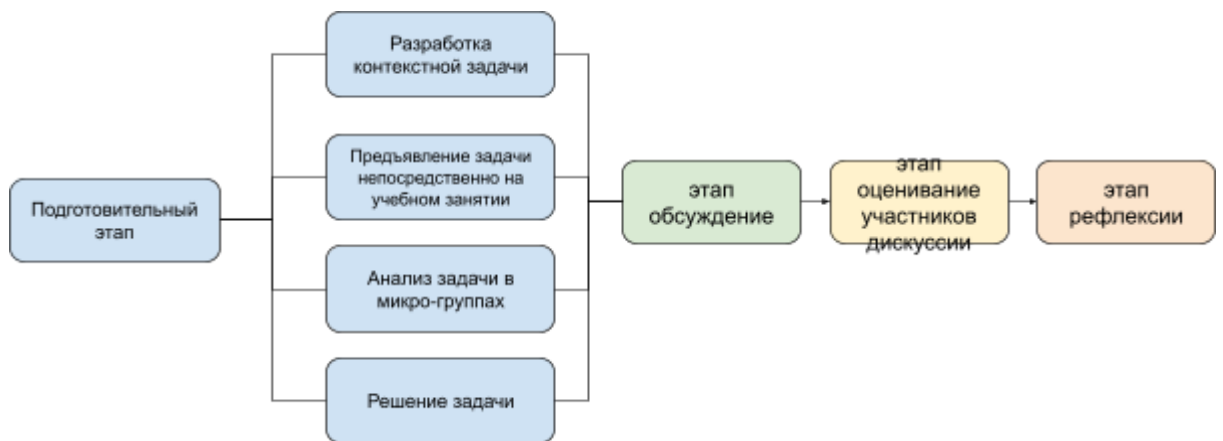 Подготовительный
этап
Разработка
контекстной задачи
Предъявление задачи
непосредственно на
учебном занятии
Анализ задачи в
микро-группах
Решение задачи
этап
обсуждение
этап
оценивание
участников
дискуссии
этап
рефлексии